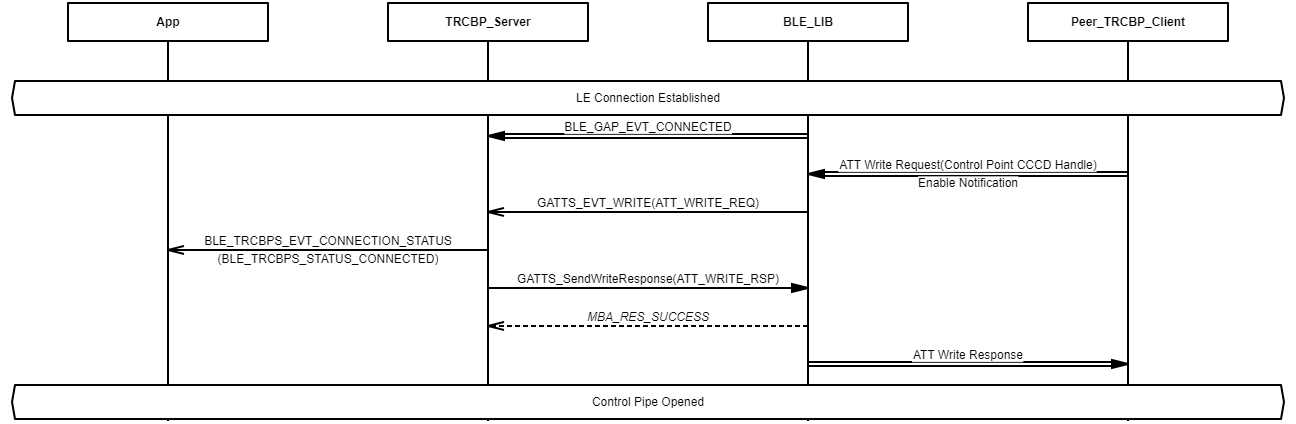 App
TRCBP_Server
BLE_LIB
Peer_TRCBP_Client
LE Connection Established
BLE_GAP_EVT_CONNECTED
ATT Write Request(Control Point CCCD Handle)
Enable Notification
GATTS_EVT_WRITE(ATT_WRITE_REQ)
BLE_TRCBPS_EVT_CONNECTION_STATUS
(BLE_TRCBPS_STATUS_CONNECTED)
GATTS_SendWriteResponse(ATT_WRITE_RSP)
MBA_RES_SUCCESS
ATT Write Response
Control Pipe Opened